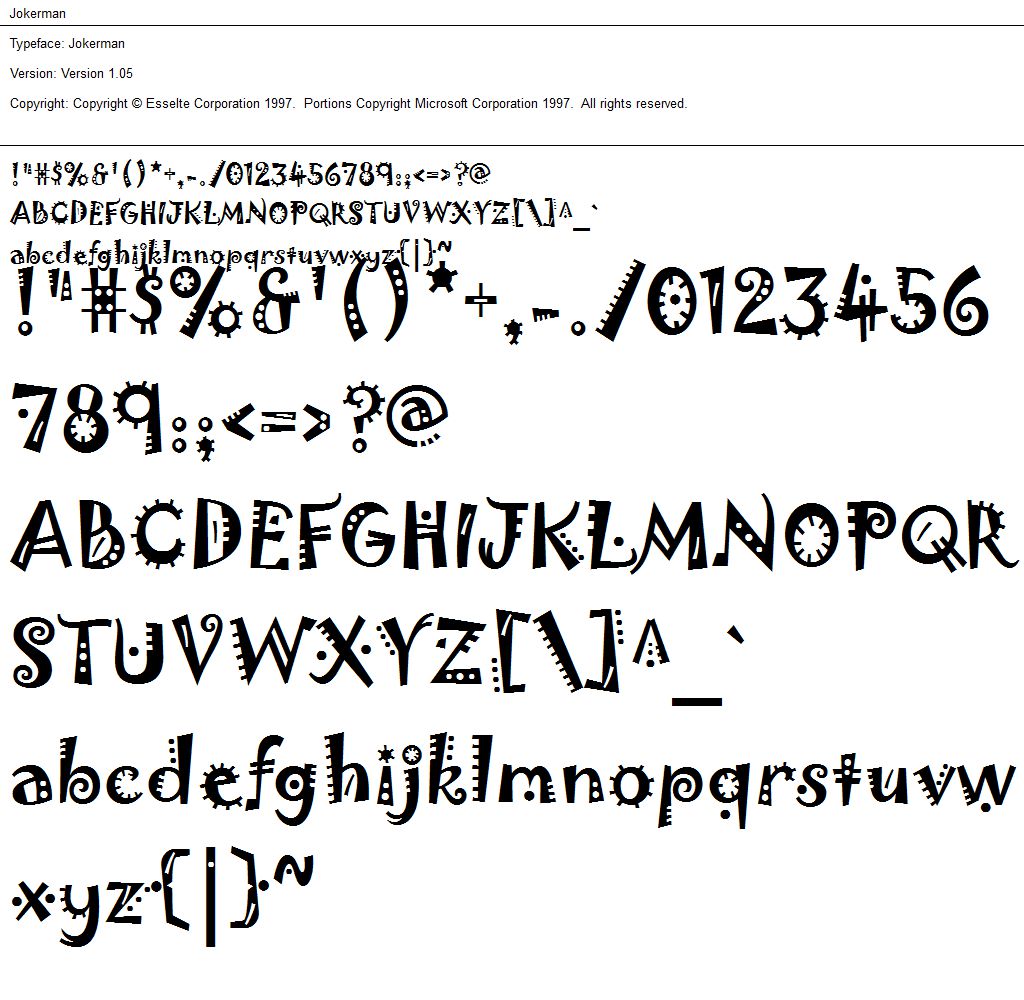 Jokerman
Typeface: Jokerman
Version: Version 1.05
Copyright: Copyright © Esselte Corporation 1997.  Portions Copyright Microsoft Corporation 1997.  All rights reserved.
!"#$%&'()*+,-./0123456789:;<=>?@
ABCDEFGHIJKLMNOPQRSTUVWXYZ[\]^_`
abcdefghijklmnopqrstuvwxyz{|}~
!"#$%&'()*+,-./0123456
789:;<=>?@
ABCDEFGHIJKLMNOPQR
STUVWXYZ[\]^_`
abcdefghijklmnopqrstuvw
xyz{|}~